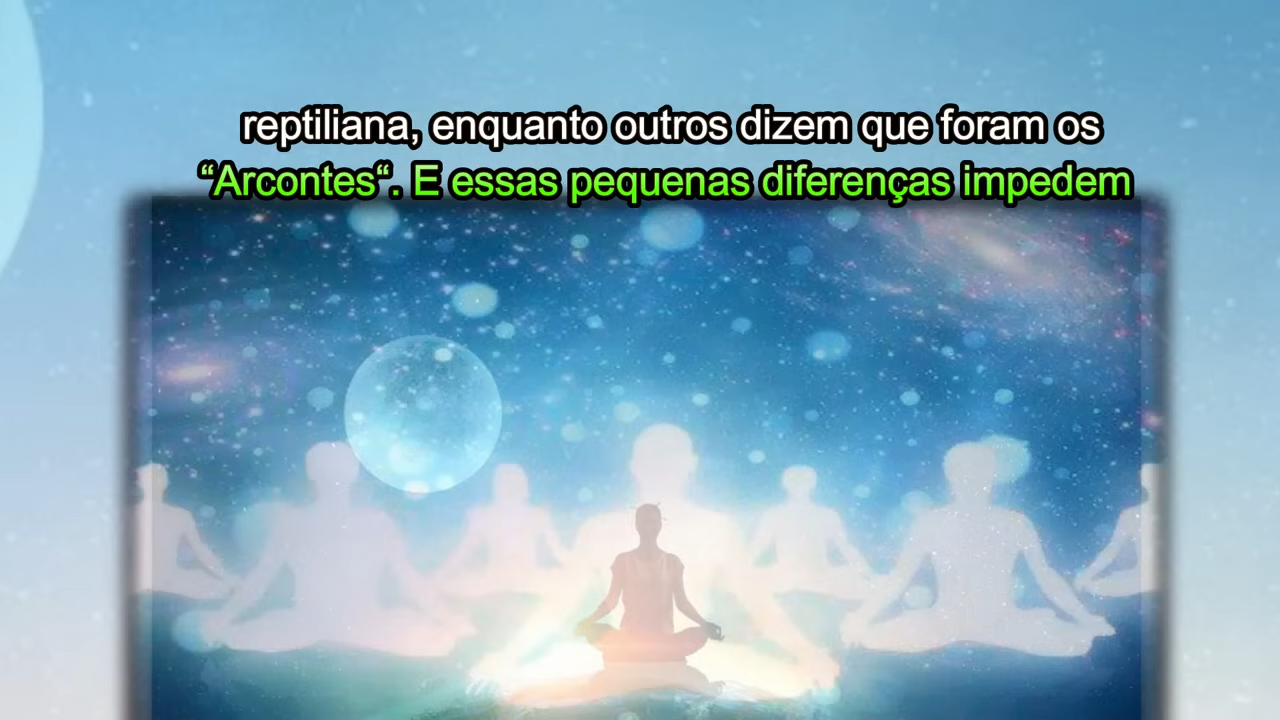 reptiliana, enquanto outros dizem que foram os
“Arcontes“. E essas pequenas diferenças impedem